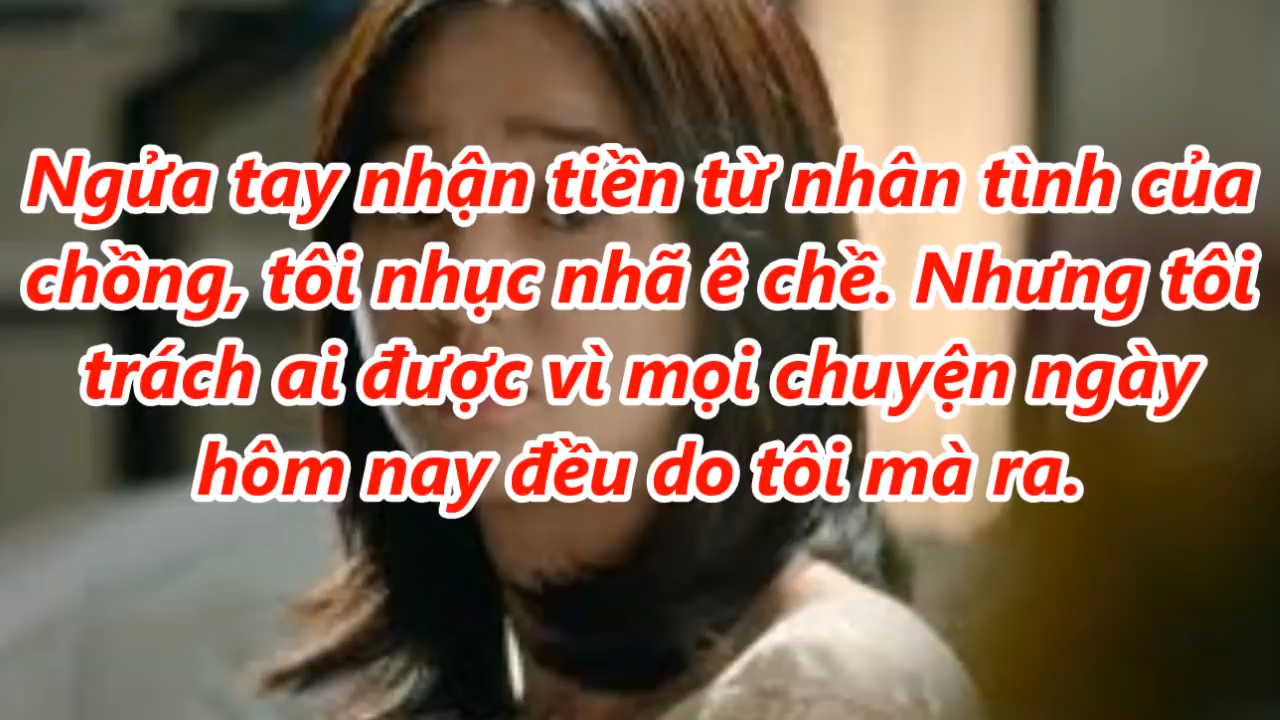 Ngửa tay nhận tiền từ nhân tình của
chồng, tôi nhục nhã ê chề. Nhưng tôi
trách ai được vì mọi chuyện ngày
hôm nay đều do tôi mà ra.